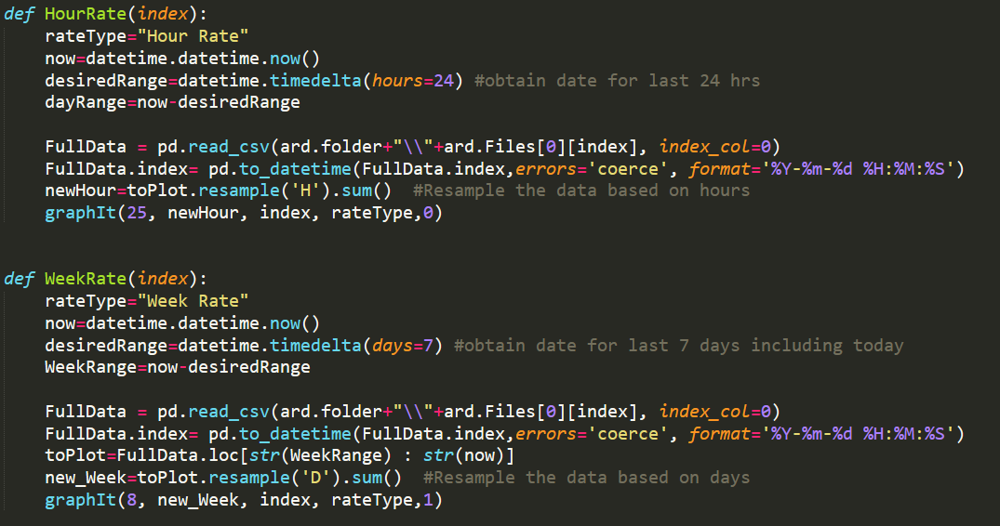 def HourRate(index):
    rateType="Hour Rate"
    now=datetime.datetime.now()
    desiredRange=datetime.timedelta(hours=24) #obtain date for last 24 hrs
    dayRange=now-desiredRange

    FullData = pd.read_csv(ard.folder+"\\"+ard.Files[0][index], index_col=0)
    FullData.index= pd.to_datetime(FullData.index,errors='coerce', format='%Y-%m-%d %H:%M:%S')
    newHour=toPlot.resample('H').sum()  #Resample the data based on hours
    graphIt(25, newHour, index, rateType,0)


def WeekRate(index):
    rateType="Week Rate"
    now=datetime.datetime.now()
    desiredRange=datetime.timedelta(days=7) #obtain date for last 7 days including today
    WeekRange=now-desiredRange

    FullData = pd.read_csv(ard.folder+"\\"+ard.Files[0][index], index_col=0)
    FullData.index= pd.to_datetime(FullData.index,errors='coerce', format='%Y-%m-%d %H:%M:%S')
    toPlot=FullData.loc[str(WeekRange) : str(now)]
    new_Week=toPlot.resample('D').sum()  #Resample the data based on days
    graphIt(8, new_Week, index, rateType,1)